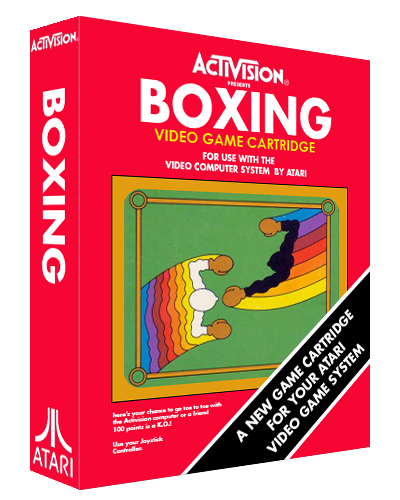 ACTIVISION
BOXING
ATARI
ACTIVISION®
PRESENTS
BOXING
VIDEO GAME CARTRIDGE
FOR USE WITH THE
VIDEO COMPUTER SYSTEM BY ATARI
here's your chance to go toe to toe with
the Activision computer or a friend
100 points is a K.O.!
Use your Joystick
Controller.
A NEW GAME CARTRIDGE
FOR YOUR ATARI
VIDEO GAME SYSTEM